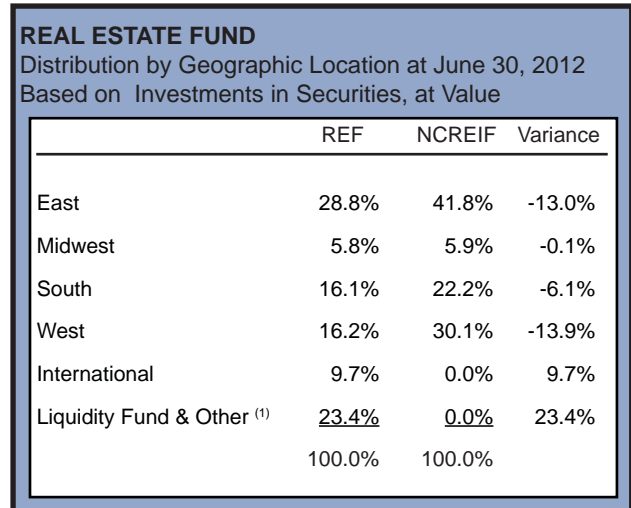 REAL ESTATE FUND
Distribution by Geographic Location at June 30, 2012
Based on Investments in Securities, at Value
REF NCREIF Variance
East 28.8% 41.8% -13.0%
Midwest 5.8% 5.9% -0.1%
South 16.1% 22.2% -6.1%
West 16.2% 30.1% -13.9%
International 9.7% 0.0% 9.7%
Liquidity Fund & Other (1) 23.4% 0.0% 23.4%
100.0% 100.0%